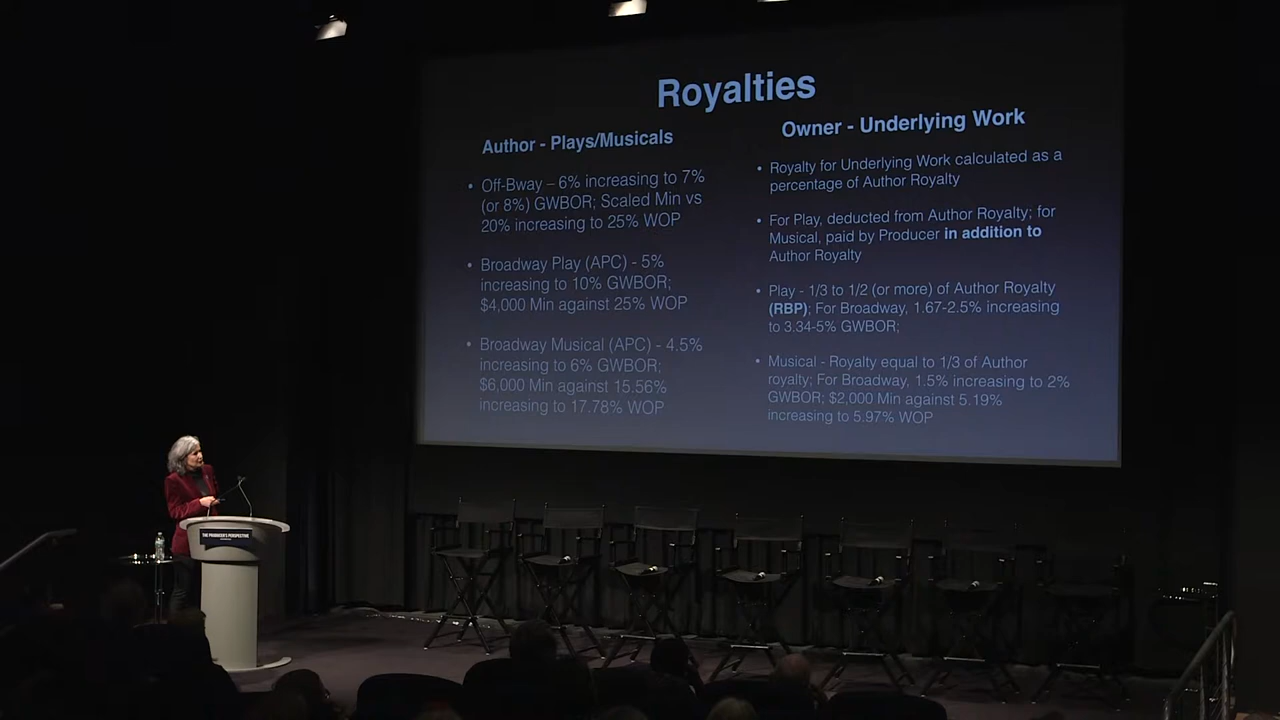 Royalties
Author - Plays/Musicals
• Off-Bway – 6% increasing to 7%
(or 8%) GWBOR; Scaled Min vs
20% increasing to 25% WOP
• Broadway Play (APC) - 5%
increasing to 10% GWBOR;
$4,000 Min against 25% WOP
• Broadway Musical (APC) - 4.5%
increasing to 6% GWBOR;
$6,000 Min against 15.56%
increasing to 17.78% WOP
Owner - Underlying Work
• Royalty for Underlying Work calculated as a
percentage of Author Royalty
• For Play, deducted from Author Royalty; for
Musical, paid by Producer in addition to
Author Royalty
• Play - 1/3 to 1/2 (or more) of Author Royalty
(RBP); For Broadway, 1.67-2.5% increasing
to 3.34-5% GWBOR;
• Musical - Royalty equal to 1/3 of Author
royalty; For Broadway, 1.5% increasing to 2%
GWBOR; $2,000 Min against 5.19%
increasing to 5.97% WOP
THE PRODUCER'S PERSPECTIVE